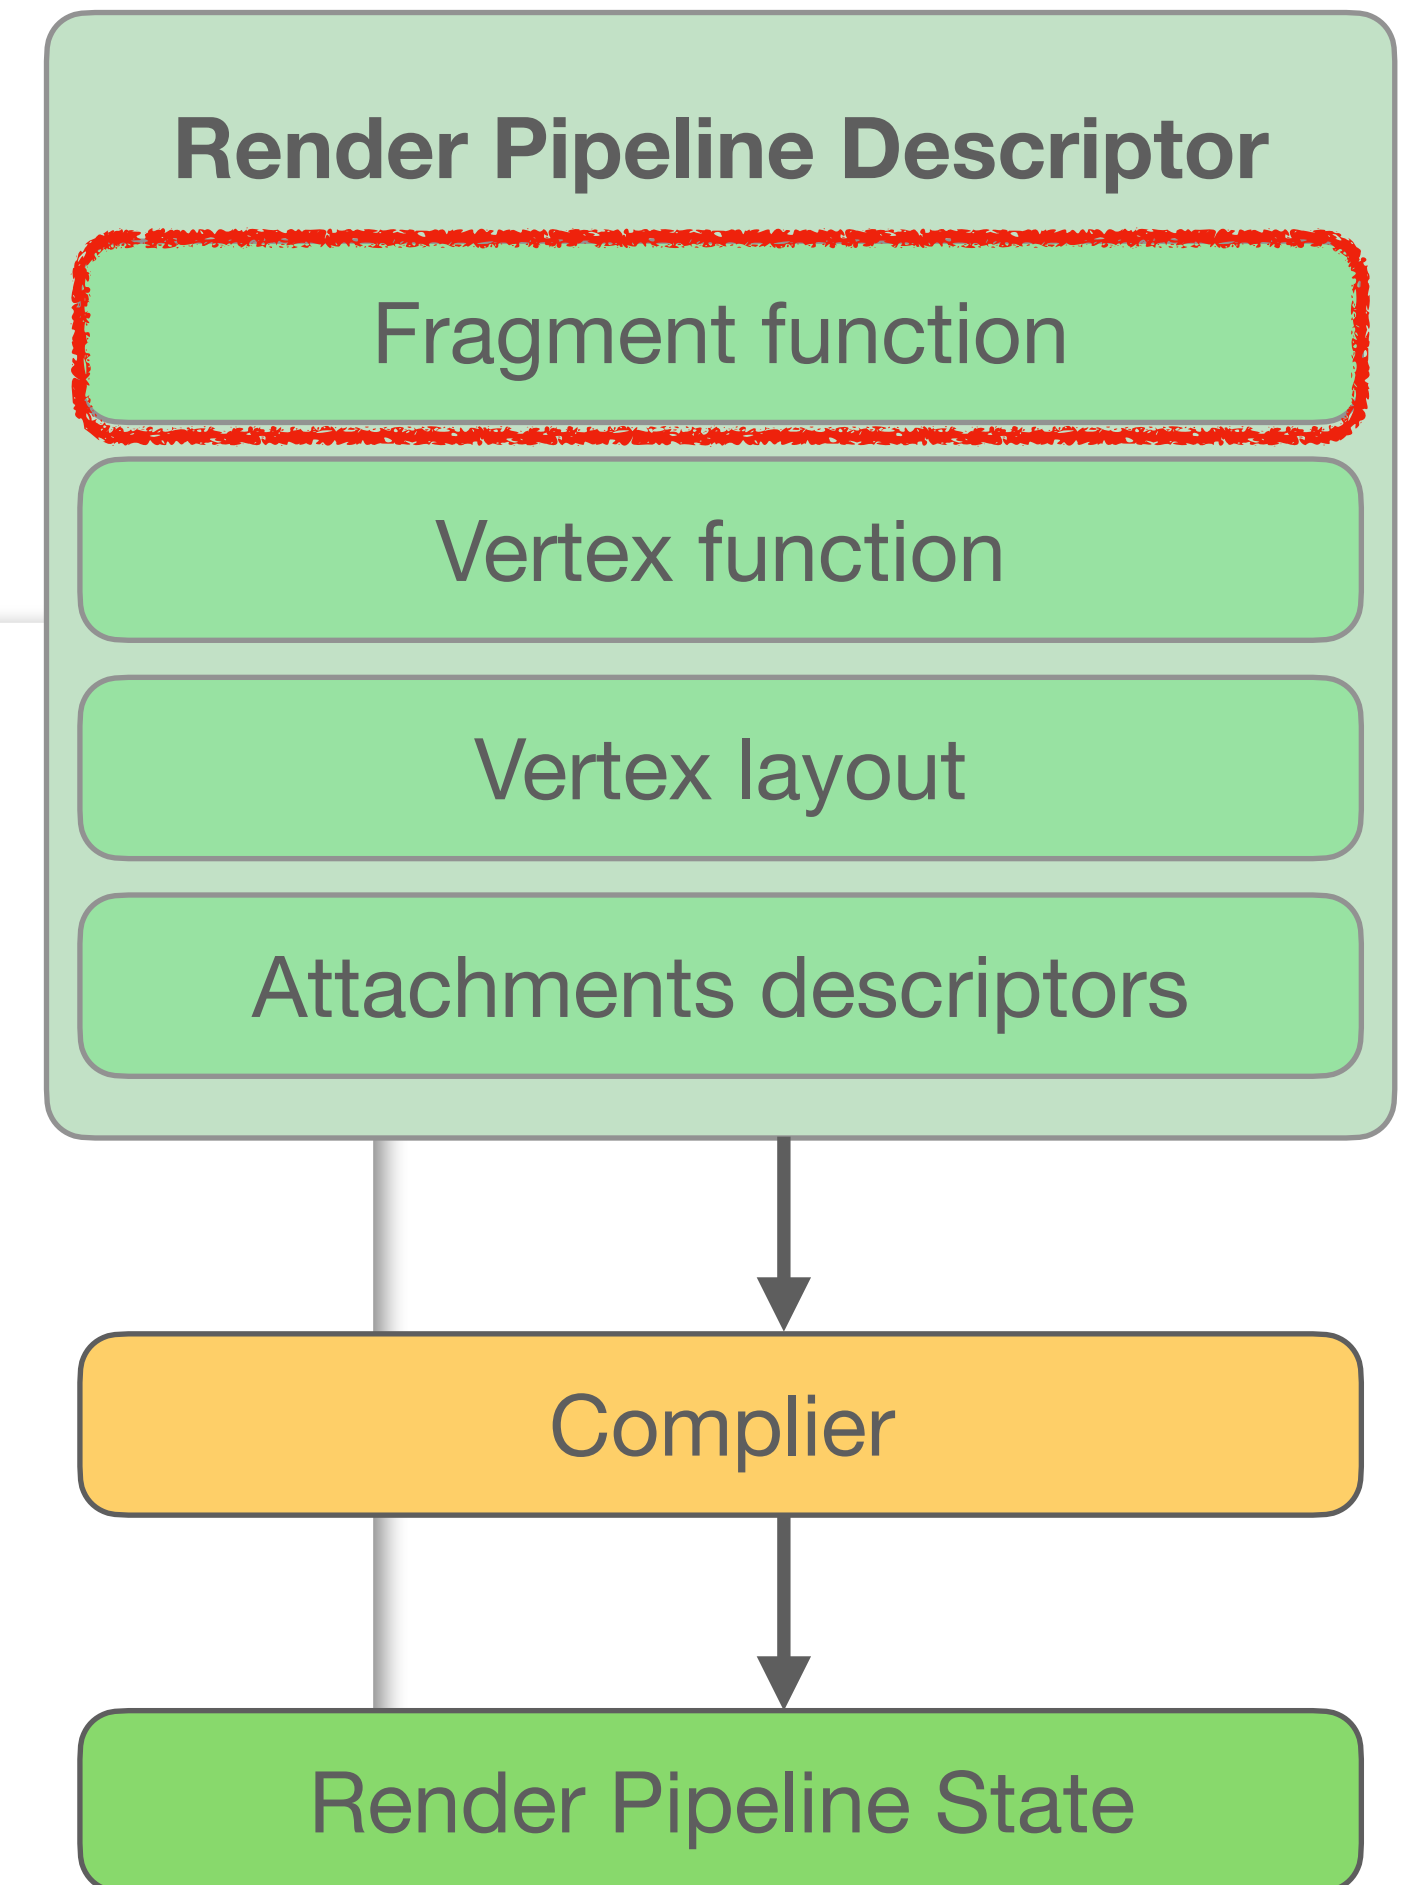 Render Pipeline Descriptor
Fragment function
Vertex function
Vertex layout
Attachments descriptors
Complier
Render Pipeline State